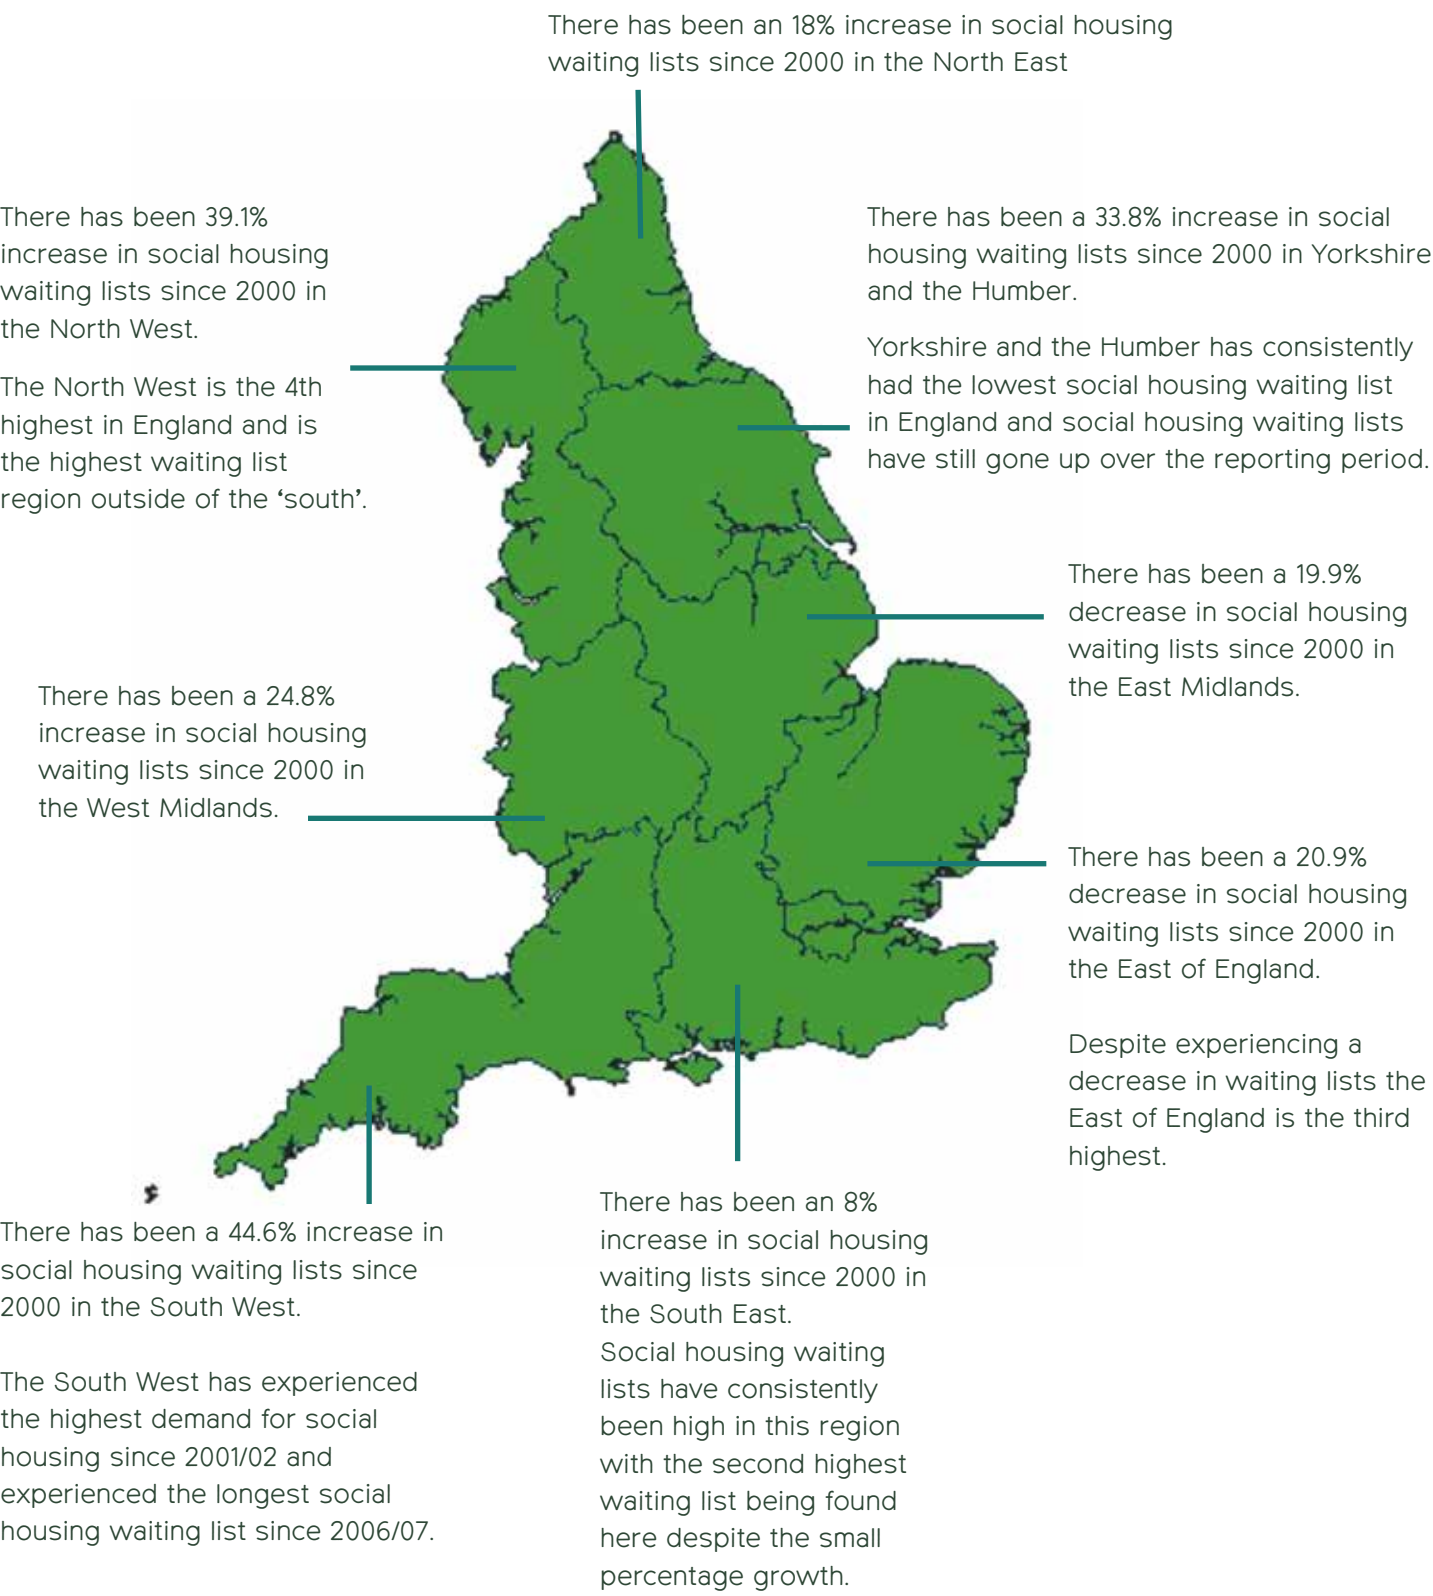 There has been an 18% increase in social housing
waiting lists since 2000 in the North East
There has been 39.1%
increase in social housing
waiting lists since 2000 in
the North West.
The North West is the 4th
highest in England and is
the highest waiting list
region outside of the ‘south’.
There has been a 33.8% increase in social
housing waiting lists since 2000 in Yorkshire
and the Humber.
Yorkshire and the Humber has consistently
had the lowest social housing waiting list
in England and social housing waiting lists
have still gone up over the reporting period.
There has been a 19.9%
decrease in social housing
waiting lists since 2000 in
the East Midlands.
There has been a 24.8%
increase in social housing
waiting lists since 2000 in
the West Midlands.
There has been a 20.9%
decrease in social housing
waiting lists since 2000 in
the East of England.
Despite experiencing a
decrease in waiting lists the
East of England is the third
highest.
There has been a 44.6% increase in
social housing waiting lists since
2000 in the South West.
The South West has experienced
the highest demand for social
housing since 2001/02 and
experienced the longest social
housing waiting list since 2006/07.
There has been an 8%
increase in social housing
waiting lists since 2000 in
the South East.
Social housing waiting
lists have consistently
been high in this region
with the second highest
waiting list being found
here despite the small
percentage growth.